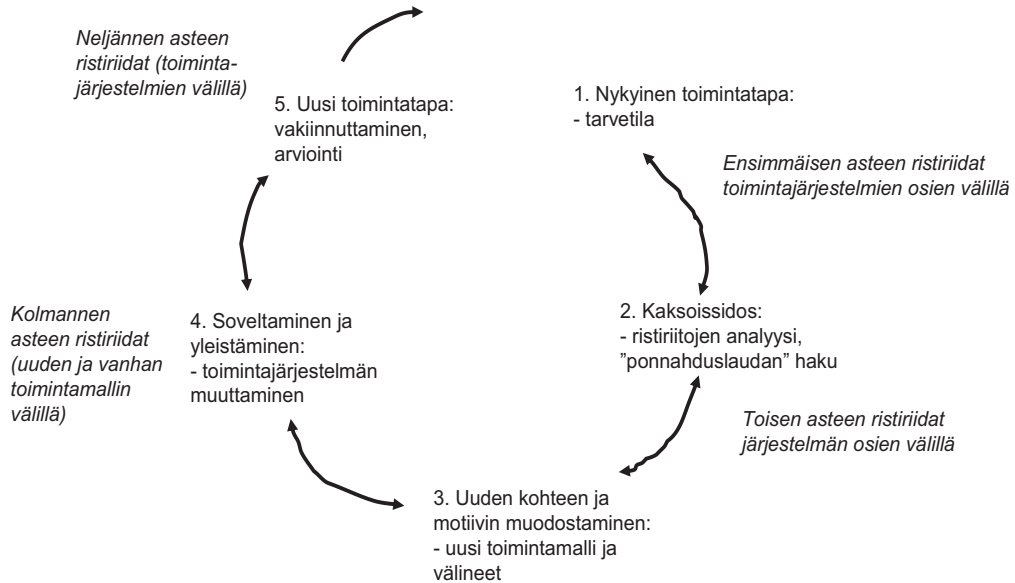 Neljännen asteen
ristiriidat (toiminta-
järjestelmien välillä)
5. Uusi toimintatapa:
vakiinnuttaminen,
arviointi
1. Nykyinen toimintatapa:
- tarvetila
Ensimmäisen asteen ristiriidat
toimintajärjestelmien osien välillä
2. Kaksoissidos:
- ristiriitojen analyysi,
”ponnahduslaudan” haku
Toisen asteen ristiriidat
järjestelmän osien välillä
3. Uuden kohteen ja
motiivin muodostaminen:
- uusi toimintamalli ja
välineet
4. Soveltaminen ja
yleistäminen:
- toimintajärjestelmän
muuttaminen
Kolmannen
asteen ristiriidat
(uuden ja vanhan
toimintamallin
välillä)